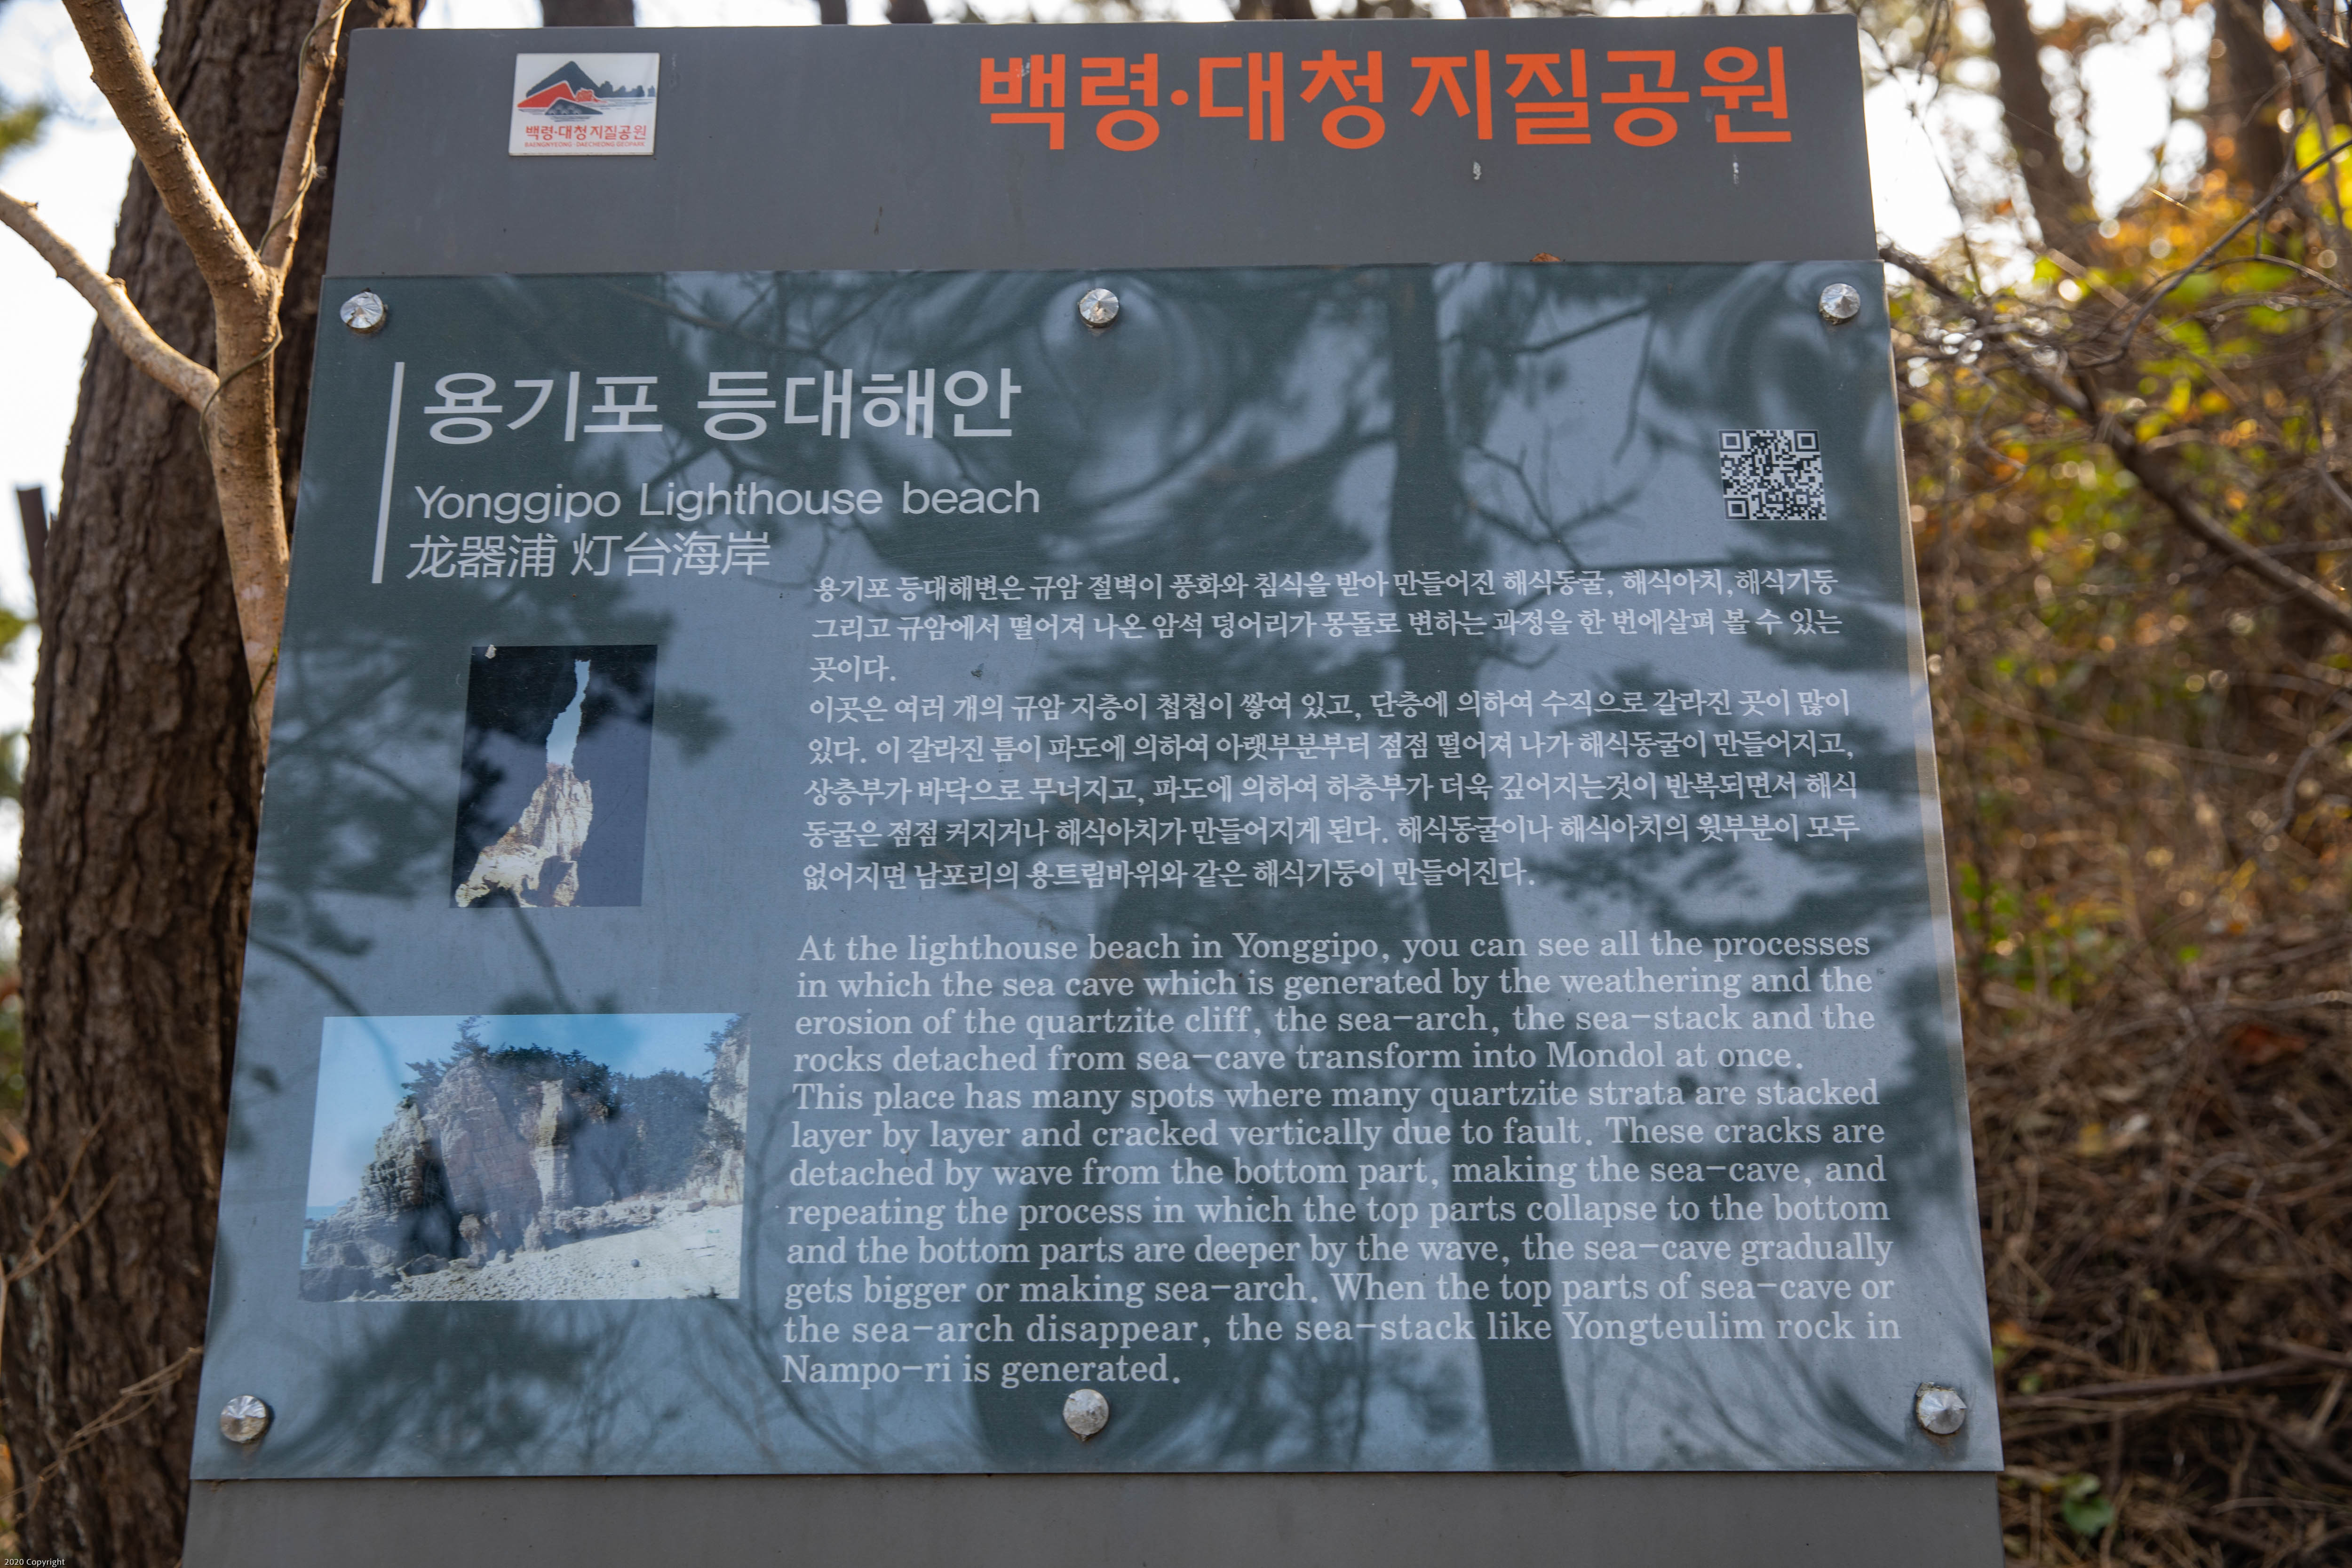 백령·대청 지질공원
백령·대청 지질공원
BAENGNYEONG·DAECHEONG GEOPARK
용기포 등대해안
Yonggipo Lighthouse beach
龙器浦 灯台海岸
용기포 등대해변은 규암 절벽이 풍화와 침식을 받아 만들어진 해식동굴, 해식아치,해식기둥
그리고 규암에서 떨어져 나온 암석 덩어리가 몽돌로 변하는 과정을 한 번에살펴 볼 수 있는
곳이다.
이곳은 여러 개의 규암 지층이 첩첩이 쌓여 있고, 단층에 의하여 수직으로 갈라진 곳이 많이
있다. 이 갈라진 틈이 파도에 의하여 아랫부분부터 점점 떨어져 나가 해식동굴이 만들어지고,
상층부가 바닥으로 무너지고, 파도에 의하여 하층부가 더욱 깊어지는것이 반복되면서 해식
동굴은 점점 커지거나 해식아치가 만들어지게 된다. 해식동굴이나 해식아치의 윗부분이 모두
없어지면 남포리의 용트림바위와 같은 해식기둥이 만들어진다.
At the lighthouse beach in Yonggipo, you can see all the processes
in which the sea cave which is generated by the weathering and the
erosion of the quartzite cliff, the sea-arch, the sea-stack and the
rocks detached from sea-cave transform into Mondol at once.
This place has many spots where many quartzite strata are stacked
layer by layer and cracked vertically due to fault. These cracks are
detached by wave from the bottom part, making the sea-cave, and
repeating the process in which the top parts collapse to the bottom
and the bottom parts are deeper by the wave, the sea-cave gradually
gets bigger or making sea-arch. When the top parts of sea-cave or
the sea-arch disappear, the sea-stack like Yongteulim rock in
Nampo-ri is generated.
2020 Copyright